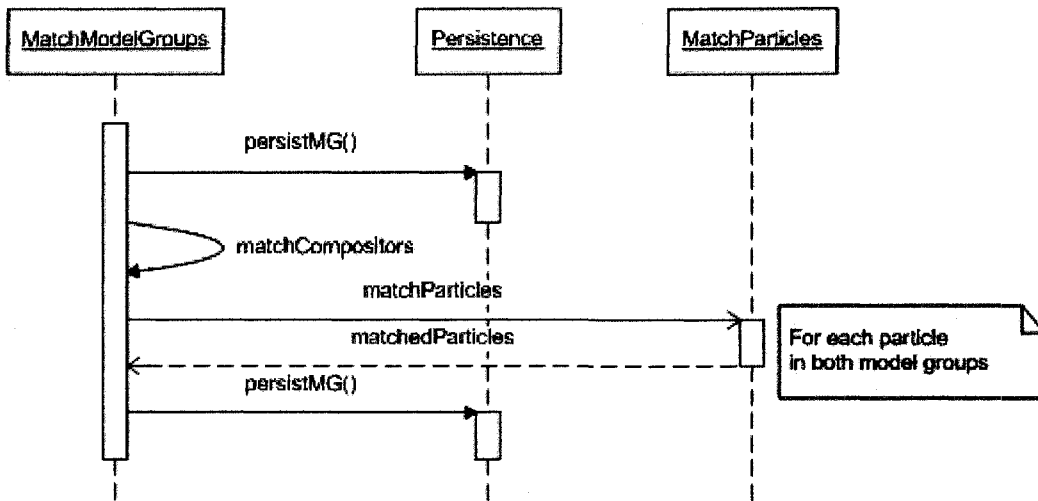 MatchModelGroups
Persistence
MatchParticles
persistMG()
matchCompositors
matchParticles
matchedParticles
For each particle
in both model groups
persistMG()